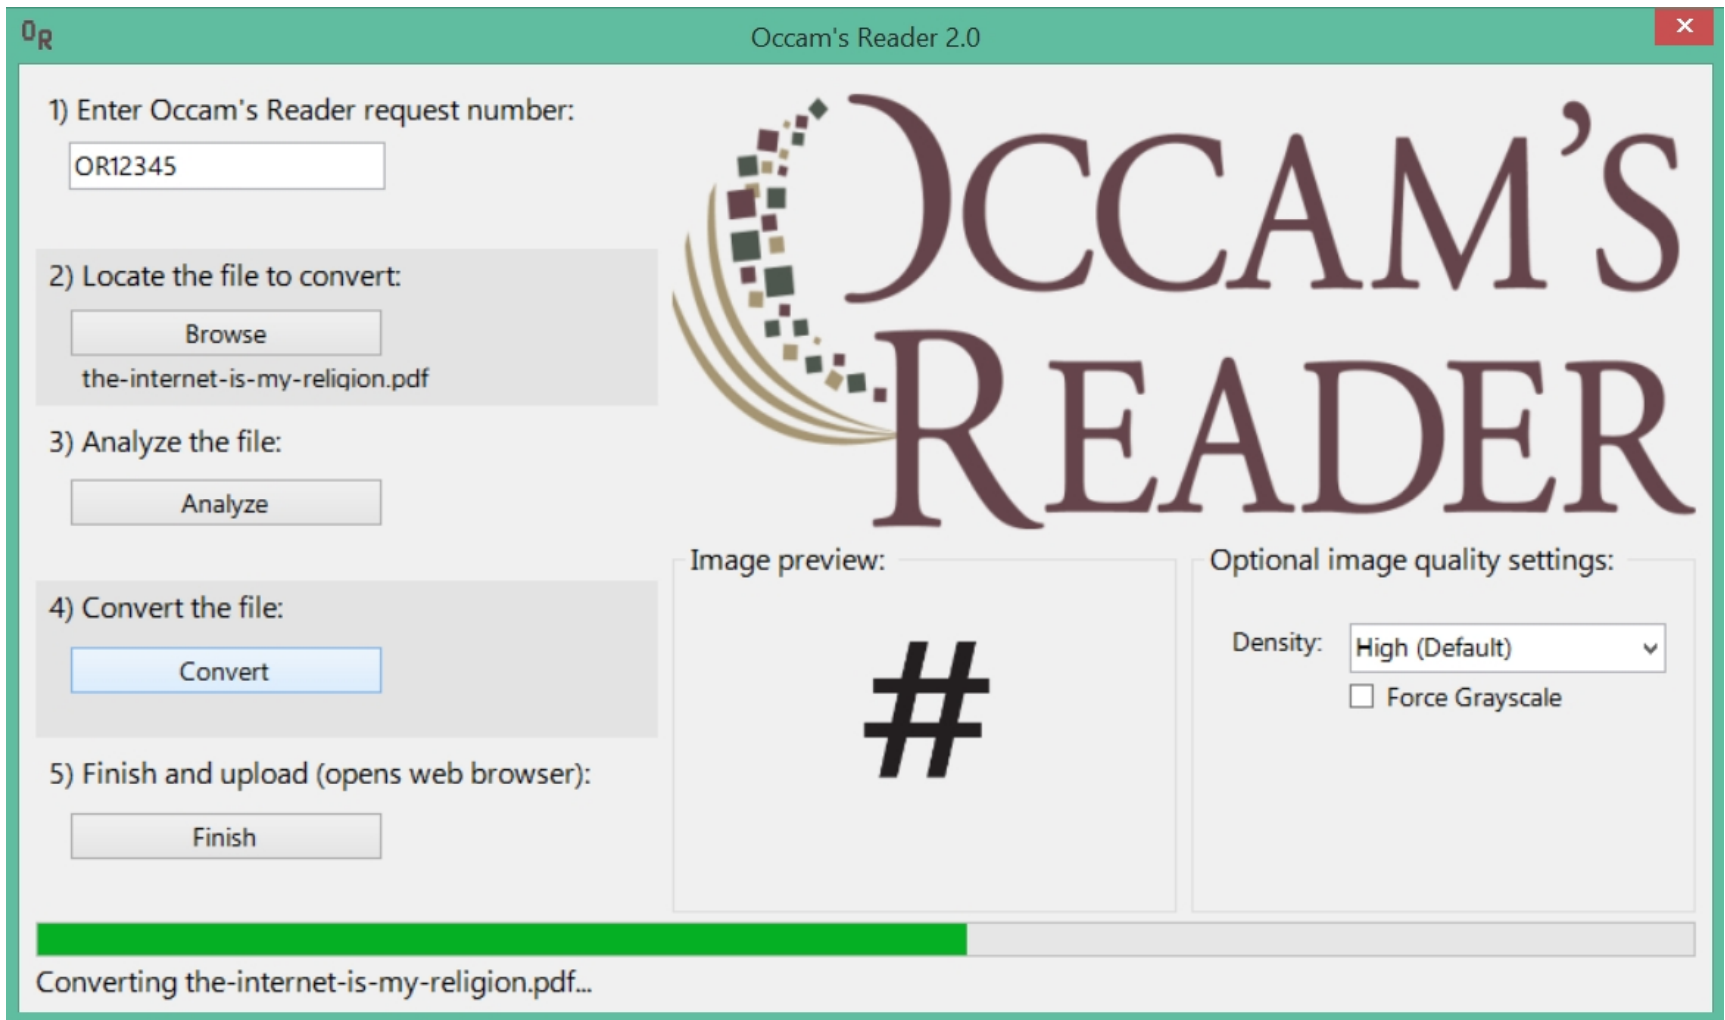 OR
Occam's Reader 2.0
X
1) Enter Occam's Reader request number:
OR12345
2) Locate the file to convert:
Browse
the-internet-is-my-religion.pdf
3) Analyze the file:
Analyze
4) Convert the file:
Convert
5) Finish and upload (opens web browser):
Finish
OCCAM'S
READER
Image preview:
#
Optional image quality settings:
Density:
High (Default)
Force Grayscale
Converting the-internet-is-my-religion.pdf...